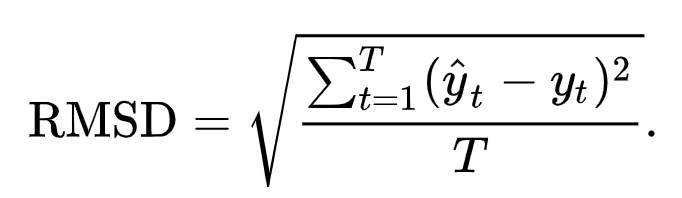 RMSD = \sqrt{\frac{\sum_{t=1}^{T}(\hat{y}_t - y_t)^2}{T}}.